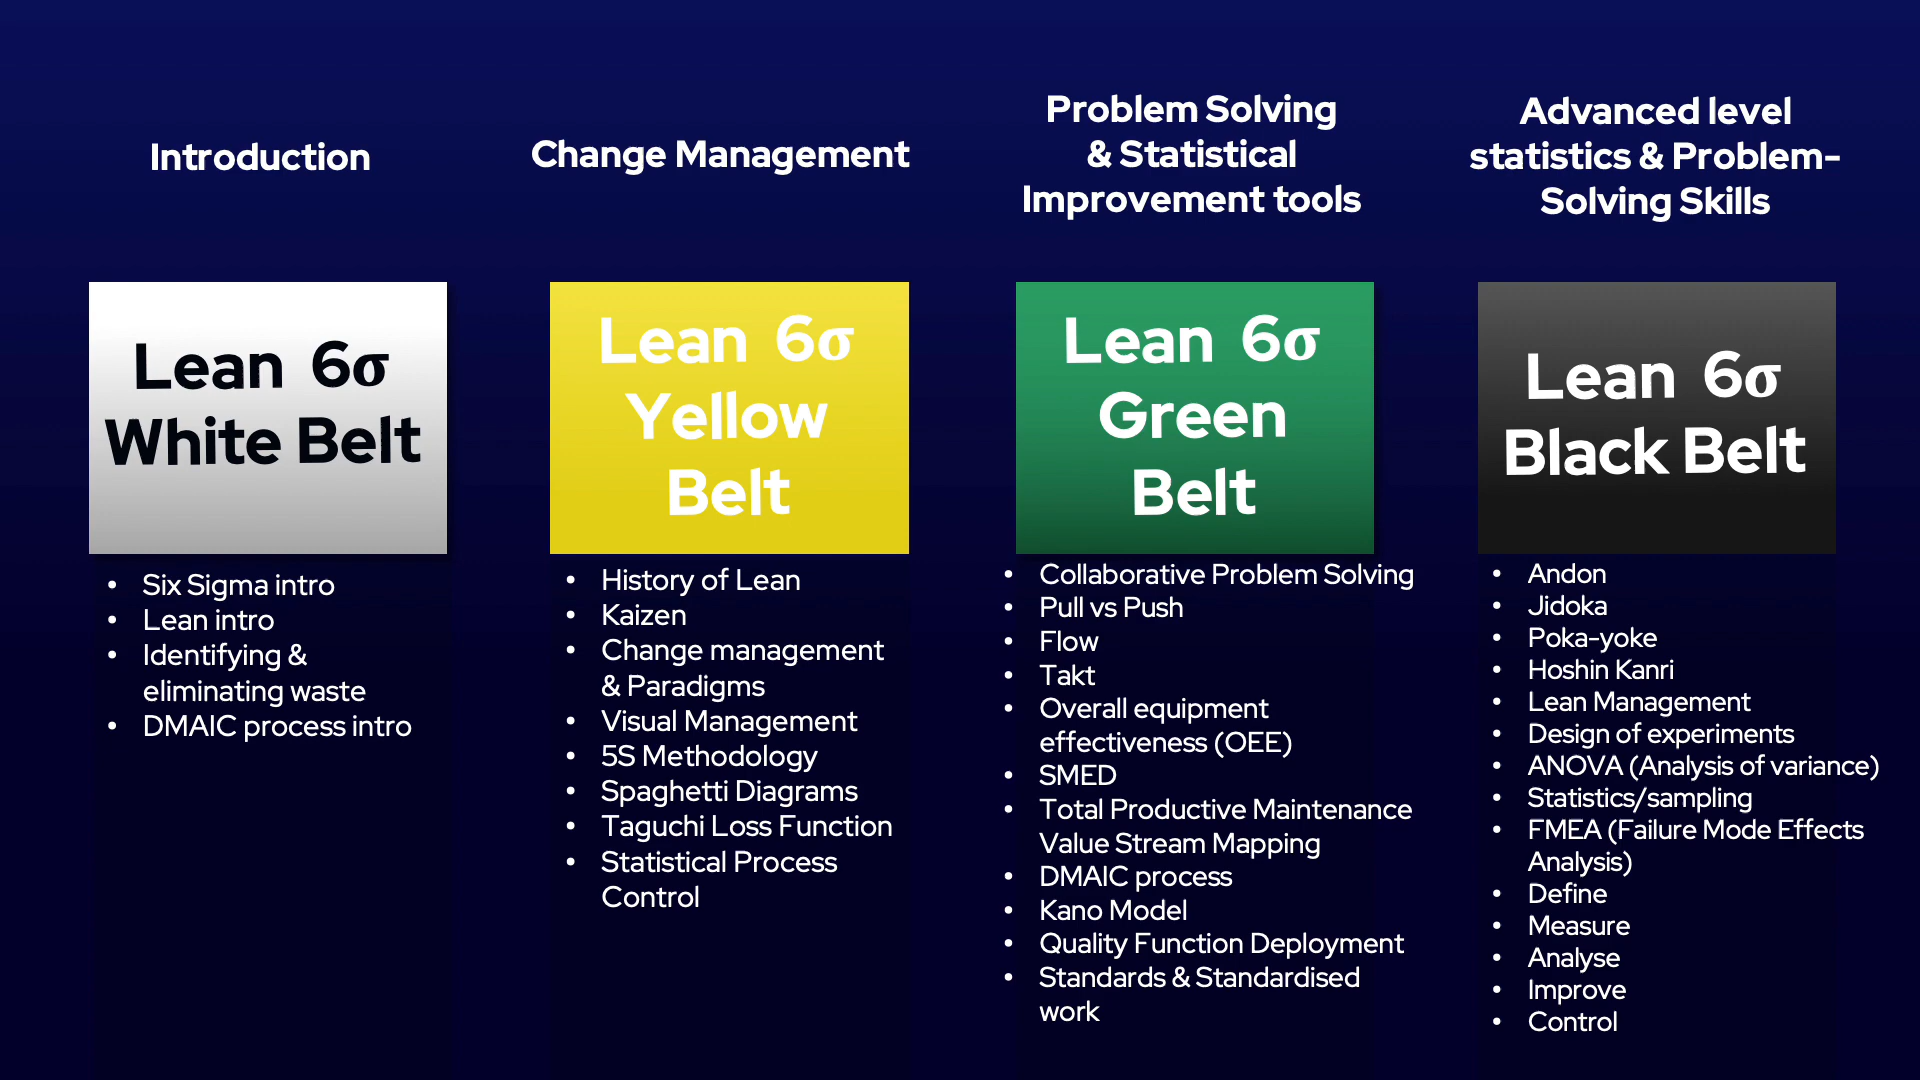 Introduction
Lean 6σ
White Belt
• Six Sigma intro
• Lean intro
• Identifying &
eliminating waste
• DMAIC process intro
Change Management
Lean 6σ
Yellow
Belt
• History of Lean
• Kaizen
• Change management
& Paradigms
• Visual Management
• 5S Methodology
• Spaghetti Diagrams
• Taguchi Loss Function
• Statistical Process
Control
Problem Solving
& Statistical
Improvement tools
Lean 6σ
Green
Belt
• Collaborative Problem Solving
• Pull vs Push
• Flow
• Takt
• Overall equipment
effectiveness (OEE)
• SMED
• Total Productive Maintenance
Value Stream Mapping
• DMAIC process
• Kano Model
• Quality Function Deployment
• Standards & Standardised
work
Advanced level
statistics & Problem-
Solving Skills
Lean 6σ
Black Belt
• Andon
• Jidoka
• Poka-yoke
• Hoshin Kanri
• Lean Management
• Design of experiments
• ANOVA (Analysis of variance)
• Statistics/sampling
• FMEA (Failure Mode Effects
Analysis)
• Define
• Measure
• Analyse
• Improve
• Control